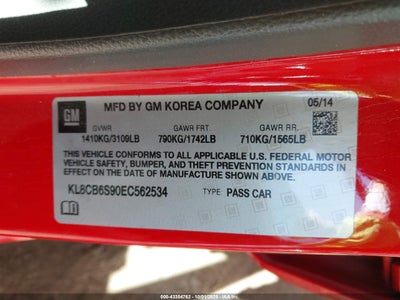 GM
MFD BY GM KOREA COMPANY 05/14
GVWR GAWR FRT. GAWR RR.
1410KG/3109LB 790KG/1742LB 710KG/1565LB
THIS VEHICLE CONFORMS TO ALL APPLICABLE U.S. FEDERAL MOTOR
VEHICLE SAFETY, BUMPER, AND THEFT PREVENTION STANDARDS IN
EFFECT ON THE DATE OF MANUFACTURE SHOWN ABOVE.
KL8CB6S90EC562534 TYPE: PASS CAR